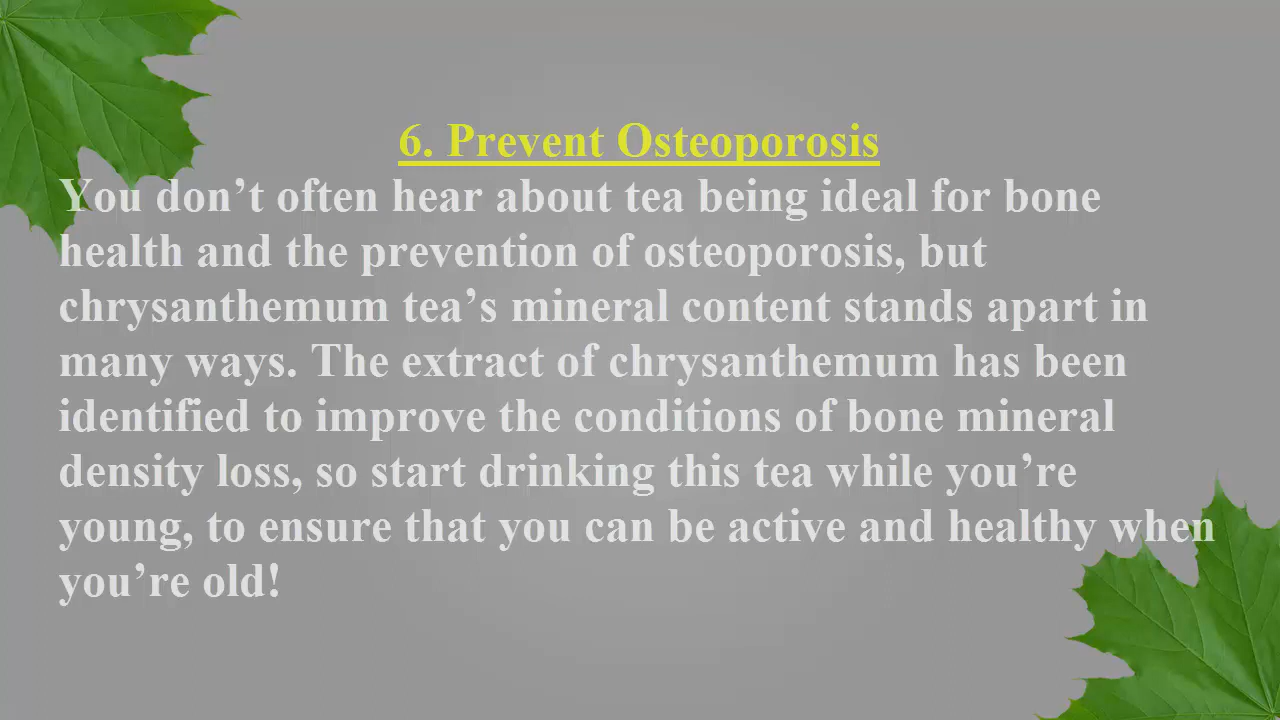 6. Prevent Osteoporosis
You don’t often hear about tea being ideal for bone
health and the prevention of osteoporosis, but
chrysanthemum tea’s mineral content stands apart in
many ways. The extract of chrysanthemum has been
identified to improve the conditions of bone mineral
density loss, so start drinking this tea while you’re
young, to ensure that you can be active and healthy when
you’re old!